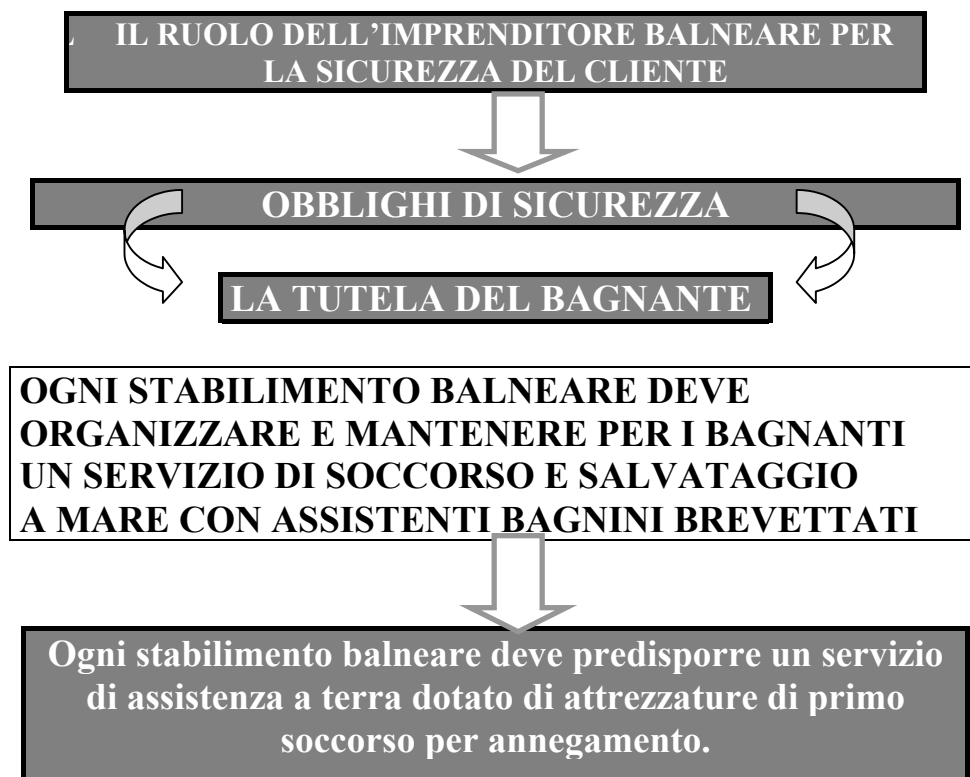 IL RUOLO DELL’IMPRENDITORE BALNEARE PER
LA SICUREZZA DEL CLIENTE
OBBLIGHI DI SICUREZZA
LA TUTELA DEL BAGNANTE
OGNI STABILIMENTO BALNEARE DEVE
ORGANIZZARE E MANTENERE PER I BAGNANTI
UN SERVIZIO DI SOCCORSO E SALVATAGGIO
A MARE CON ASSISTENTI BAGNINI BREVETTATI
Ogni stabilimento balneare deve predisporre un servizio
di assistenza a terra dotato di attrezzature di primo
soccorso per annegamento.